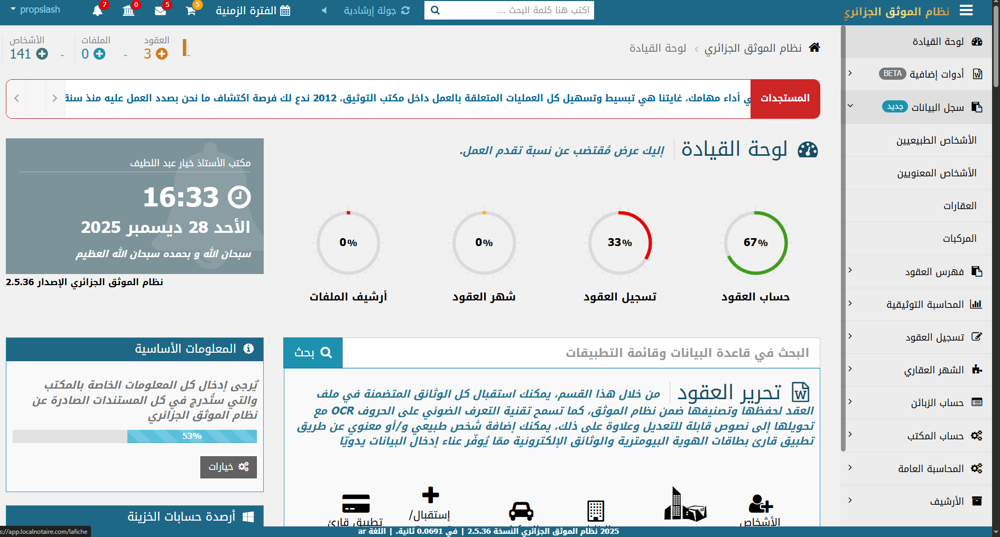 نظام الموثق الجزائري
اكتب هنا كلمة البحث ...
جولة إرشادية
الفترة الزمنية
5
5
0
7
propslash
لوحة القيادة
أدوات إضافية BETA
سجل البيانات جديد
الأشخاص الطبيعيين
الأشخاص المعنويين
العقارات
المركبات
فهرس العقود
المحاسبة التوثيقية
تسجيل العقود
الشهر العقاري
حساب الزبائن
حساب المكتب
المحاسبة العامة
الأرشيف
نظام الموثق الجزائري › لوحة القيادة
العقود
3
-
الملفات
0
-
الأشخاص
141
المستجدات
ي أداء مهامك، غايتنا هي تبسيط وتسهيل كل العمليات المتعلقة بالعمل داخل مكتب التوثيق، 2012 ندع لك فرصة اكتشاف ما نحن بصدد العمل عليه منذ سنة
لوحة القيادة
إليك عرض مُقتضب عن نسبة تقدم العمل.
67%
33%
0%
0%
حساب العقود
تسجيل العقود
شهر العقود
أرشيف الملفات
مكتب الأستاذ خيار عبد اللطيف
16:33
الأحد 28 ديسمبر 2025
سبحان الله و بحمده سبحان الله العظيم
نظام الموثق الجزائري الإصدار 2.5.36
البحث في قاعدة البيانات وقائمة التطبيقات
بحث
تحرير العقود
من خلال هذا القسم، يمكنك استقبال كل الوثائق المتضمنة في ملف
العقد لحفظها وتصنيفها ضمن نظام الموثق، كما تسمح تقنية التعرف الضوئي على الحروف OCR مع
تحويلها إلى نصوص قابلة للتعديل وعلاوة على ذلك، يمكنك إضافة شخص طبيعي و/أو معنوي عن طريق
تطبيق قارئ بطاقات الهوية البيومترية والوثائق الإلكترونية ممّا يُوفّر عناء إدخال البيانات يدويّا
الأشخاص
إستقبال/
تطبيق قارئ
المعلومات الأساسية
يُرجى إدخال كل المعلومات الخاصة بالمكتب
والتي ستُدرج في كل المستندات الصادرة عن
نظام الموثق الجزائري
53%
خيارات
أرصدة حسابات الخزينة
s://app.localnotaire.com/lafiche
2025 نظام الموثق الجزائري النسخة 2.5.36 | في 0.0691 ثانية. | اللغة ar